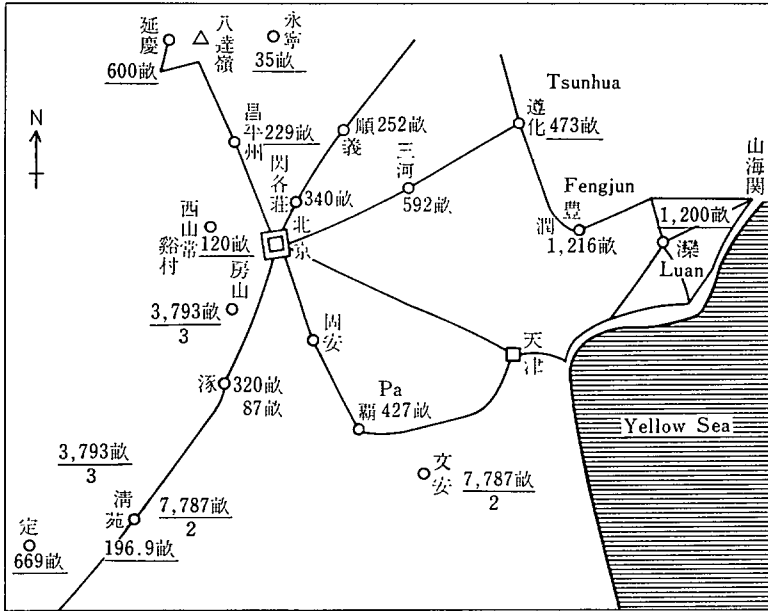 延慶
八達嶺
永寧
600畝
35畝
N
Tsunhua
昌平州
229畝
順義
252畝
遵化
473畝
三河
592畝
山海関
閃各荘
340畝
Fengjun
豊潤
1,216畝
1,200畝
灤
Luan
西山常
谿村
120畝
北京
房山
3,793畝
3
固安
天津
涿
320畝
87畝
Pa
覇
427畝
Yellow Sea
3,793畝
3
文安
7,787畝
2
清苑
7,787畝
2
定
669畝
196.9畝